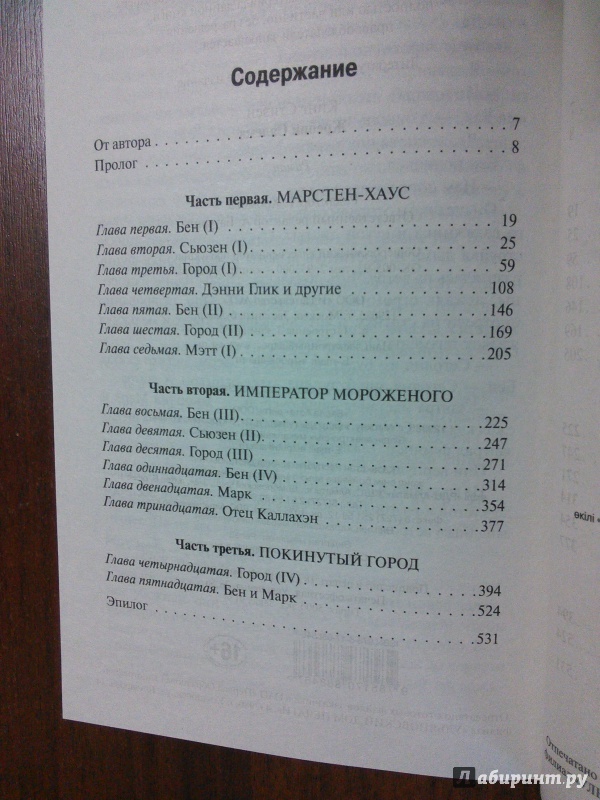 Содержание
От автора . . . 7
Пролог . . . 8
Часть первая. МАРСТЕН-ХАУС
Глава первая. Бен (I) . . . 19
Глава вторая. Сьюзен (I) . . . 25
Глава третья. Город (I) . . . 59
Глава четвертая. Дэнни Глик и другие . . . 108
Глава пятая. Бен (II) . . . 146
Глава шестая. Город (II) . . . 169
Глава седьмая. Мэтт (I) . . . 205
Часть вторая. ИМПЕРАТОР МОРОЖЕНОГО
Глава восьмая. Бен (III). . . . 225
Глава девятая. Сьюзен (II). . . . 247
Глава десятая. Город (III) . . . 271
Глава одиннадцатая. Бен (IV) . . . 314
Глава двенадцатая. Марк . . . 354
Глава тринадцатая. Отец Каллахэн . . . 377
Часть третья. ПОКИНУТЫЙ ГОРОД
Глава четырнадцатая. Город (IV) . . . 394
Глава пятнадцатая. Бен и Марк . . . 524
Эпилог . . . 531
16+
өкілі «
Отпечатано
лабиринт.ру